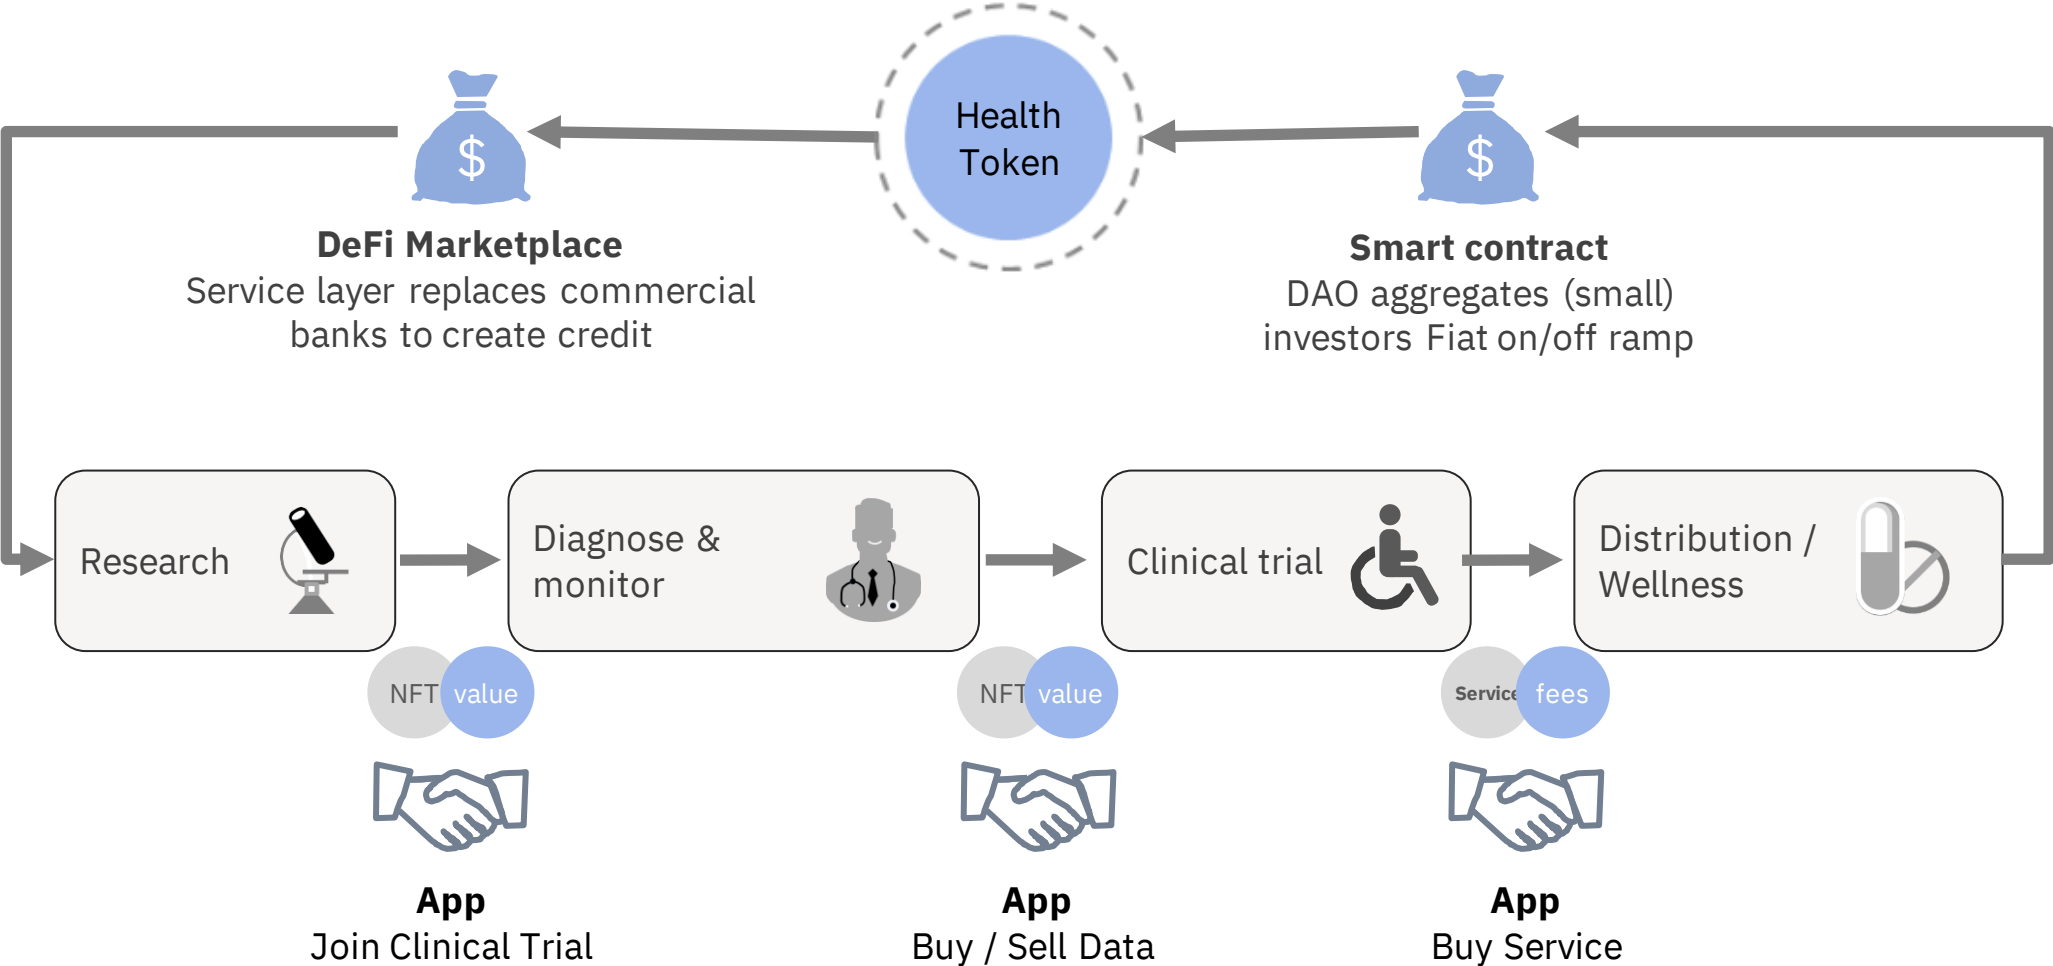 Health
Token
$
$
DeFi Marketplace
Service layer replaces commercial
banks to create credit
Smart contract
DAO aggregates (small)
investors Fiat on/off ramp
Research
Diagnose &
monitor
Clinical trial
Distribution /
Wellness
NFT value
NFT value
Service fees
App
Join Clinical Trial
App
Buy / Sell Data
App
Buy Service